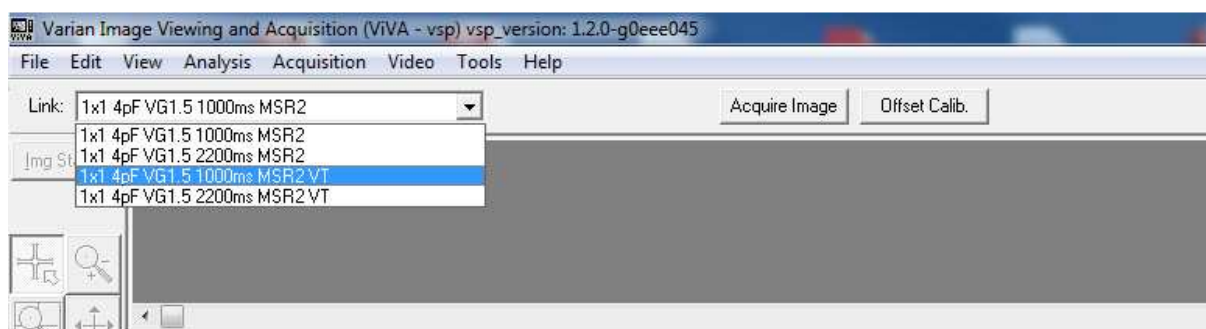 Varian Image Viewing and Acquisition (ViVA - vsp) vsp_version: 1.2.0-g0eee045
File Edit View Analysis Acquisition Video Tools Help
Link: 1x1 4pF VG1.5 1000ms MSR2 Acquire Image Offset Calib.
1x1 4pF VG1.5 1000ms MSR2
1x1 4pF VG1.5 2200ms MSR2
Img
1x1 4pF VG1.5 1000ms MSR2 VT
1x1 4pF VG1.5 2200ms MSR2 VT